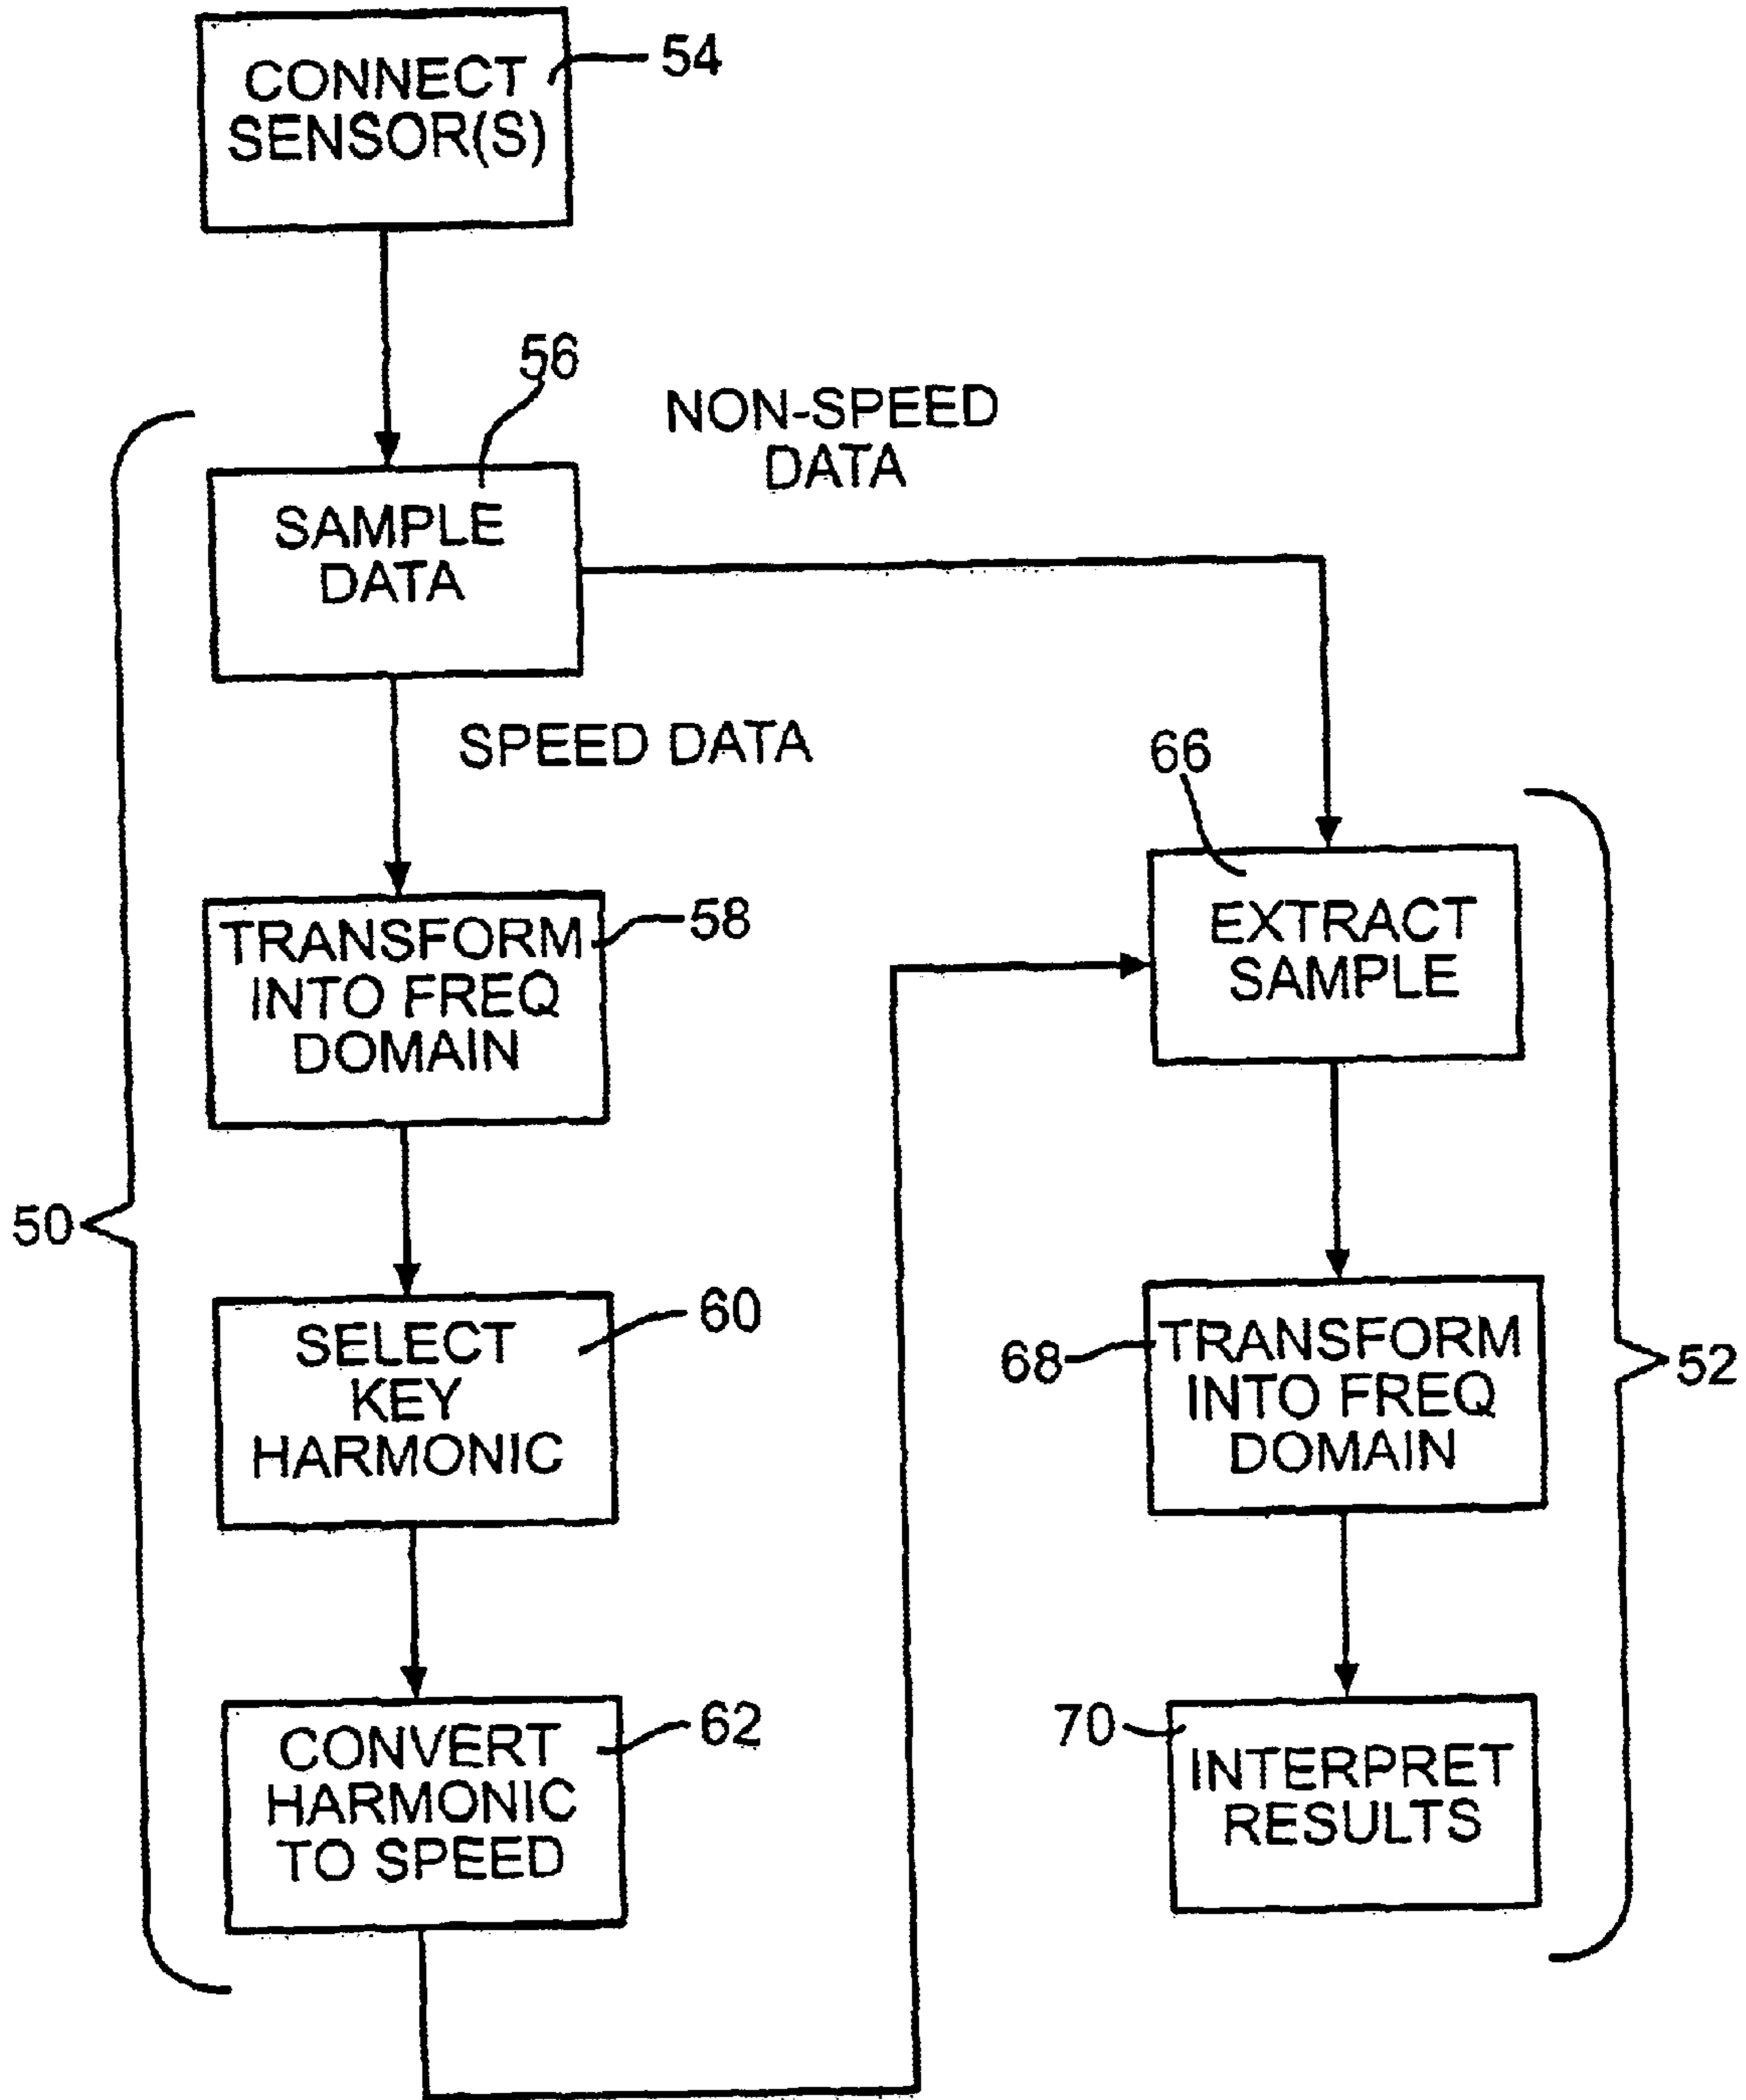 CONNECT
SENSOR(S)
54
56
NON-SPEED
DATA
SAMPLE
DATA
SPEED DATA
66
TRANSFORM
INTO FREQ
DOMAIN
58
EXTRACT
SAMPLE
50
SELECT
KEY
HARMONIC
60
68
TRANSFORM
INTO FREQ
DOMAIN
52
CONVERT
HARMONIC
TO SPEED
62
70
INTERPRET
RESULTS